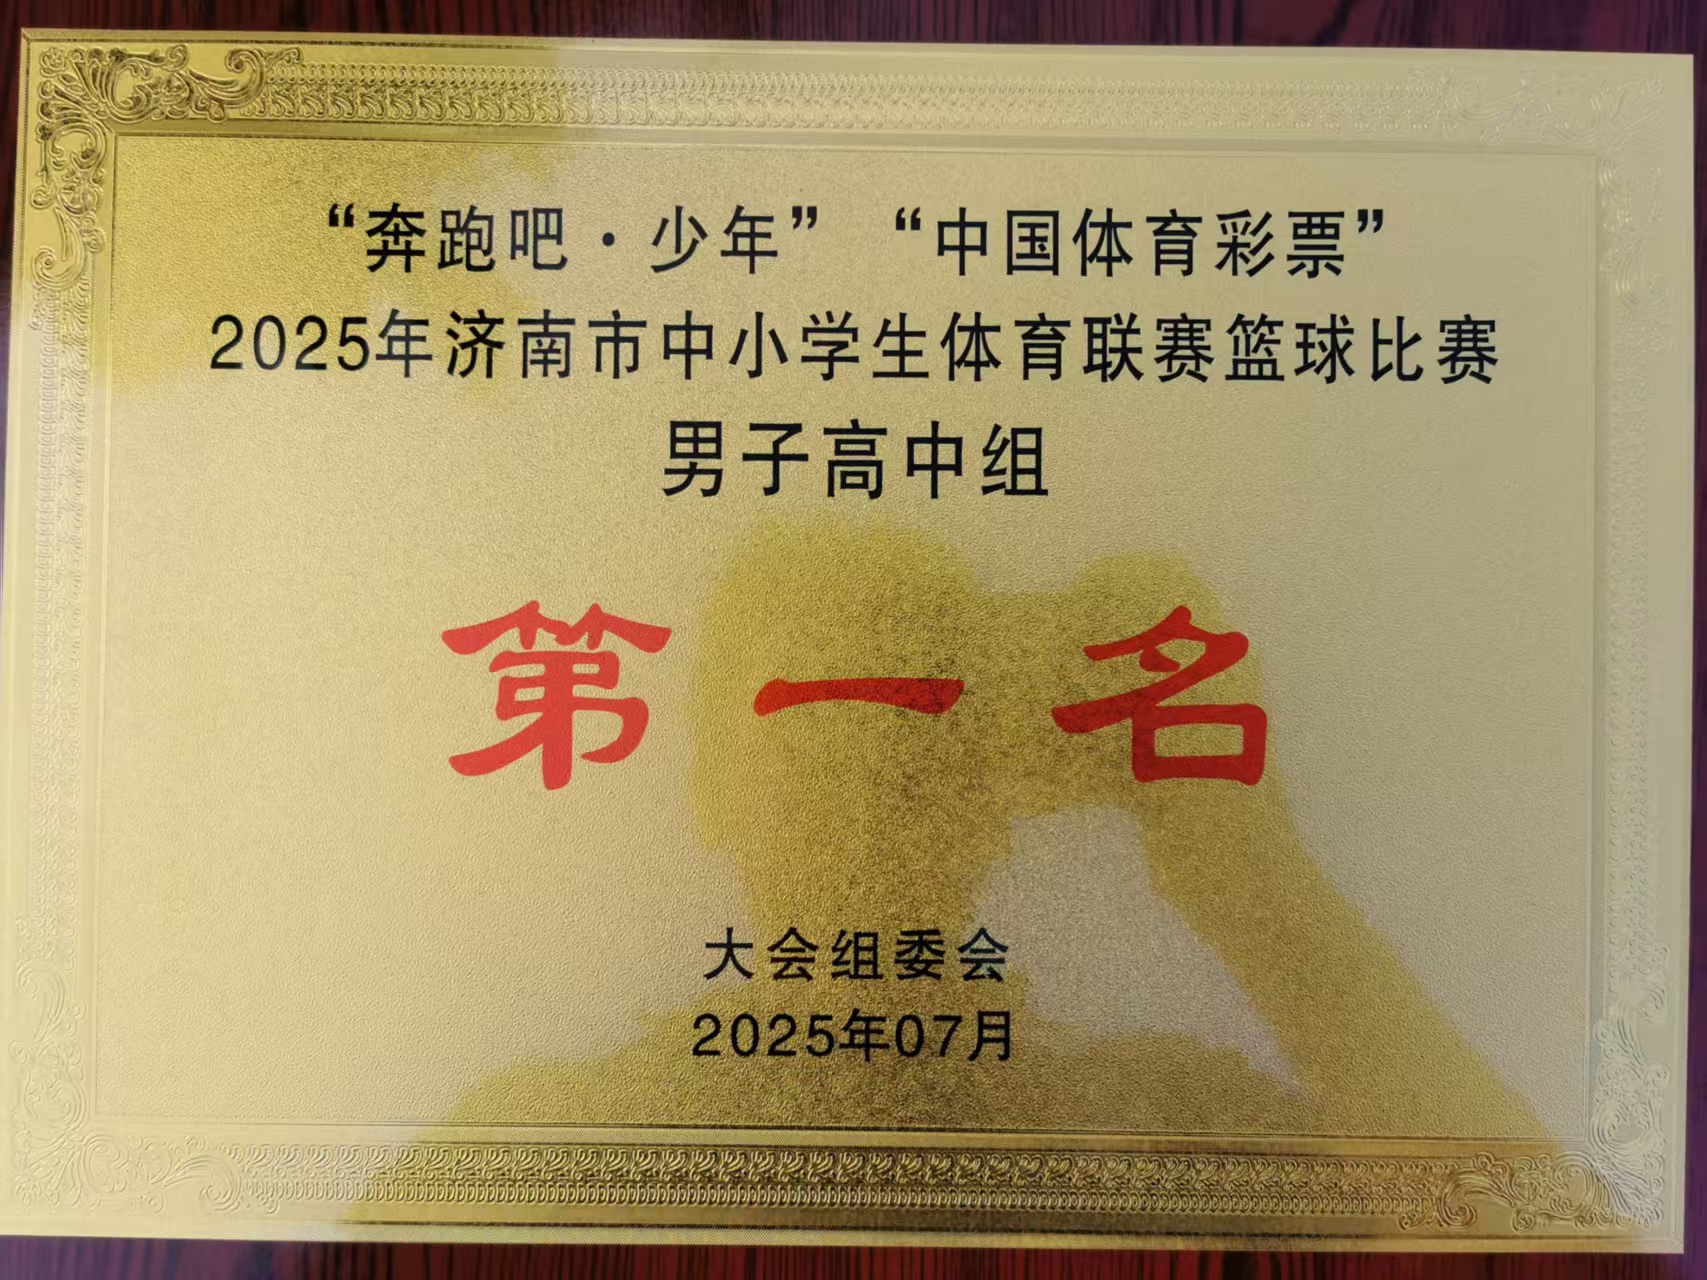 “奔跑吧·少年” “中国体育彩票”
2025年济南市中小学生体育联赛篮球比赛
男子高中组
第一名
大会组委会
2025年07月